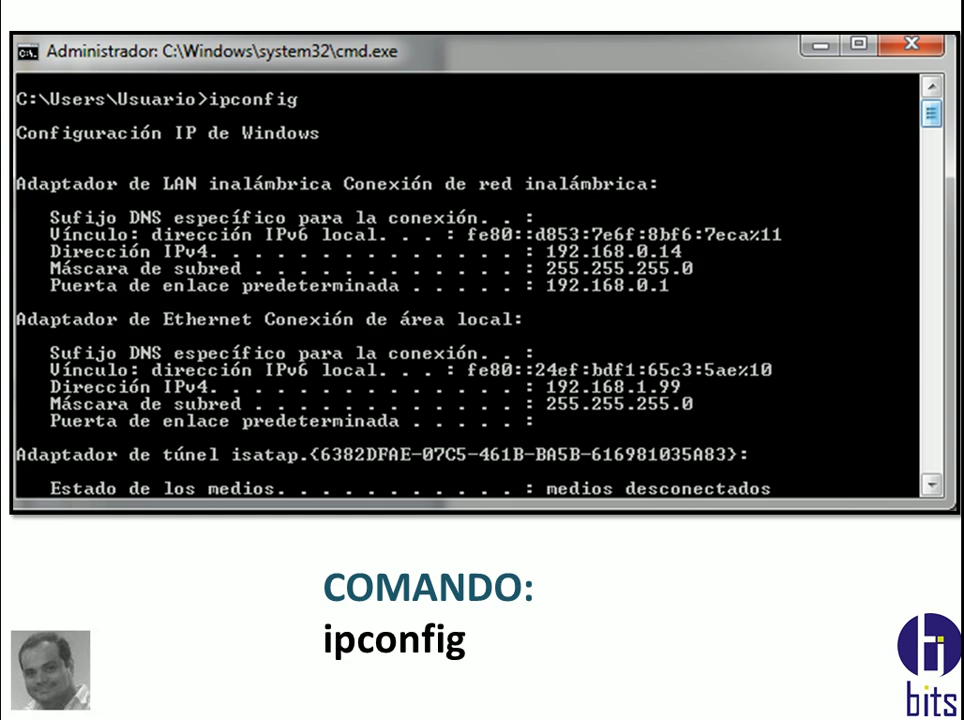 Administrador: C:\Windows\system32\cmd.exe
C:\Users\Usuario>ipconfig
Configuración IP de Windows
Adaptador de LAN inalámbrica Conexión de red inalámbrica:
Sufijo DNS específico para la conexión. . :
Vínculo: dirección IPv6 local. . . : fe80::d853:7e6f:8bf6:7eca%11
Dirección IPv4. . . . . . . . . . . . . . : 192.168.0.14
Máscara de subred . . . . . . . . . . . . : 255.255.255.0
Puerta de enlace predeterminada . . . . . : 192.168.0.1
Adaptador de Ethernet Conexión de área local:
Sufijo DNS específico para la conexión. . :
Vínculo: dirección IPv6 local. . . : fe80::24ef:bdf1:65c3:5ae%10
Dirección IPv4. . . . . . . . . . . . . . : 192.168.1.99
Máscara de subred . . . . . . . . . . . . : 255.255.255.0
Puerta de enlace predeterminada . . . . . :
Adaptador de túnel isatap.{6382DFAE-07C5-461B-BA5B-616981035A83}:
Estado de los medios. . . . . . . . . . . : medios desconectados
COMANDO:
ipconfig
bits